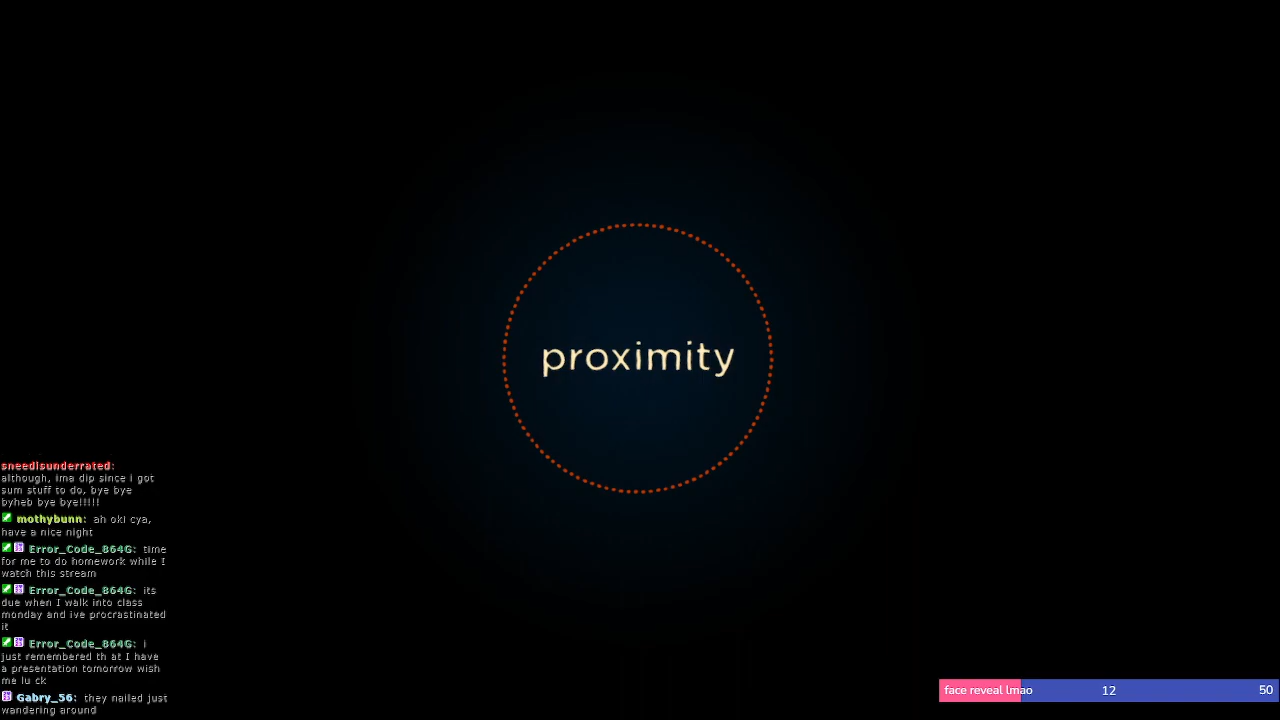 proximity
sneedisunderrated:
although, ima dip since i got
sum stuff to do, bye bye
byheb bye bye!!!!!
mothybunn: ah oki cya,
have a nice night
Error_Code_864G: time
for me to do homework while I
watch this stream
Error_Code_864G: its
due when I walk into class
monday and ive procrastinated
it
Error_Code_864G: i
just remembered th at I have
a presentation tomorrow wish
me lu ck
Gabry_56: they nailed just
wandering around
face reveal lmao 12 50